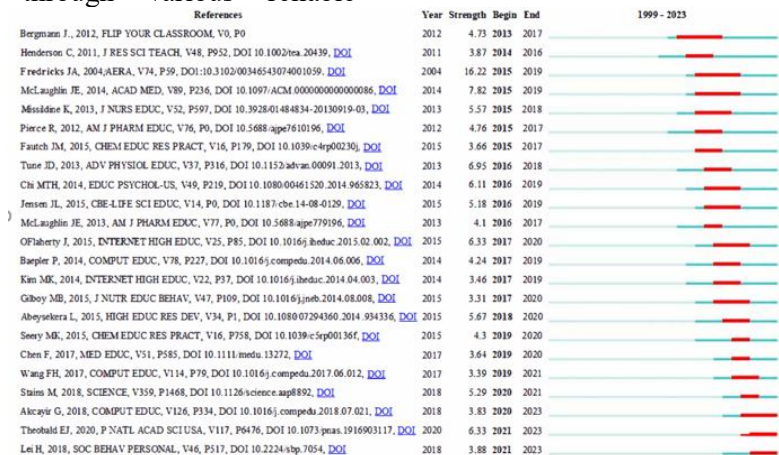 through various reliable
References Year Strength Begin End 1999 - 2023
Bergmann J., 2012, FLIP YOUR CLASSROOM, V0, P0 2012 4.73 2013 2017
Henderson C, 2011, J RES SCI TEACH, V48, P952, DOI 10.1002/tea.20439, DOI 2011 3.87 2014 2016
Fredricks JA, 2004,AERA, V74, P59, DOI:10.3102/00346543074001059, DOI 2004 16.22 2015 2019
McLaughlin JE, 2014, ACAD MED, V89, P236, DOI 10.1097/ACM.0000000000000086, DOI 2014 7.82 2015 2019
Missildine K, 2013, J NURS EDUC, V52, P597, DOI 10.3928/01484834-20130919-03, DOI 2013 5.57 2015 2018
Pierce R, 2012, AM J PHARM EDUC, V76, P0, DOI 10.5688/ajpe7610196, DOI 2012 4.76 2015 2017
Fautch JM, 2015, CHEM EDUC RES PRACT, V16, P179, DOI 10.1039/c4rp00230j, DOI 2015 3.66 2015 2017
Tune JD, 2013, ADV PHYSIOL EDUC, V37, P316, DOI 10.1152/advan.00091.2013, DOI 2013 6.95 2016 2018
Chi MTH, 2014, EDUC PSYCHOL-US, V49, P219, DOI 10.1080/00461520.2014.965823, DOI 2014 6.11 2016 2019
Jensen JL, 2015, CBE-LIFE SCI EDUC, V14, P0, DOI 10.1187/cbe.14-08-0129, DOI 2015 5.18 2016 2019
McLaughlin JE, 2013, AM J PHARM EDUC, V77, P0, DOI 10.5688/ajpe779196, DOI 2013 4.1 2016 2017
OFlaherty J, 2015, INTERNET HIGH EDUC, V25, P85, DOI 10.1016/j.iheduc.2015.02.002, DOI 2015 6.33 2017 2020
Baepler P, 2014, COMPUT EDUC, V78, P227, DOI 10.1016/j.compedu.2014.06.006, DOI 2014 4.24 2017 2019
Kim MK, 2014, INTERNET HIGH EDUC, V22, P37, DOI 10.1016/j.iheduc.2014.04.003, DOI 2014 3.46 2017 2019
Gilboy MB, 2015, J NUTR EDUC BEHAV, V47, P109, DOI 10.1016/j.jneb.2014.08.008, DOI 2015 3.31 2017 2020
Abeysekera L, 2015, HIGH EDUC RES DEV, V34, P1, DOI 10.1080/07294360.2014.934336, DOI 2015 5.67 2018 2020
Seery MK, 2015, CHEM EDUC RES PRACT, V16, P758, DOI 10.1039/c5rp00136f, DOI 2015 4.3 2019 2020
Chen F, 2017, MED EDUC, V51, P585, DOI 10.1111/medu.13272, DOI 2017 3.64 2019 2020
Wang FH, 2017, COMPUT EDUC, V114, P79, DOI 10.1016/j.compedu.2017.06.012, DOI 2017 3.39 2019 2021
Stains M, 2018, SCIENCE, V359, P1468, DOI 10.1126/science.aap8892, DOI 2018 5.29 2020 2021
Akcayir G, 2018, COMPUT EDUC, V126, P334, DOI 10.1016/j.compedu.2018.07.021, DOI 2018 3.83 2020 2023
Theobald EJ, 2020, P NATL ACAD SCI USA, V117, P6476, DOI 10.1073/pnas.1916903117, DOI 2020 6.33 2021 2023
Lei H, 2018, SOC BEHAV PERSONAL, V46, P517, DOI 10.2224/sbp.7054, DOI 2018 3.88 2021 2023